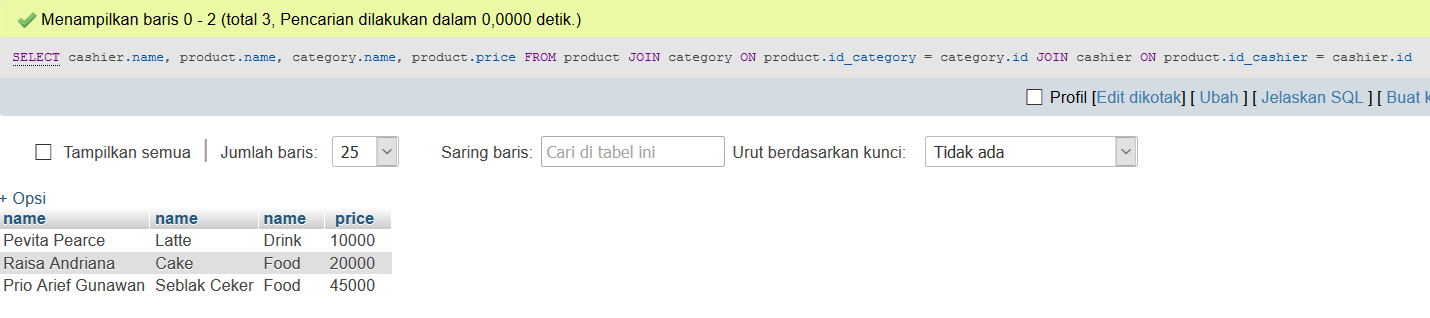 Menampilkan baris 0 - 2 (total 3, Pencarian dilakukan dalam 0,0000 detik.)
SELECT cashier.name, product.name, category.name, product.price FROM product JOIN category ON product.id_category = category.id JOIN cashier ON product.id_cashier = cashier.id
Profil [Edit dikotak] [ Ubah ] [ Jelaskan SQL ] [ Buat k
Tampilkan semua | Jumlah baris: 25 Saring baris: Cari di tabel ini Urut berdasarkan kunci: Tidak ada
+ Opsi
name name name price
Pevita Pearce Latte Drink 10000
Raisa Andriana Cake Food 20000
Prio Arief Gunawan Seblak Ceker Food 45000